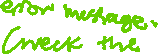 error message.
Check the